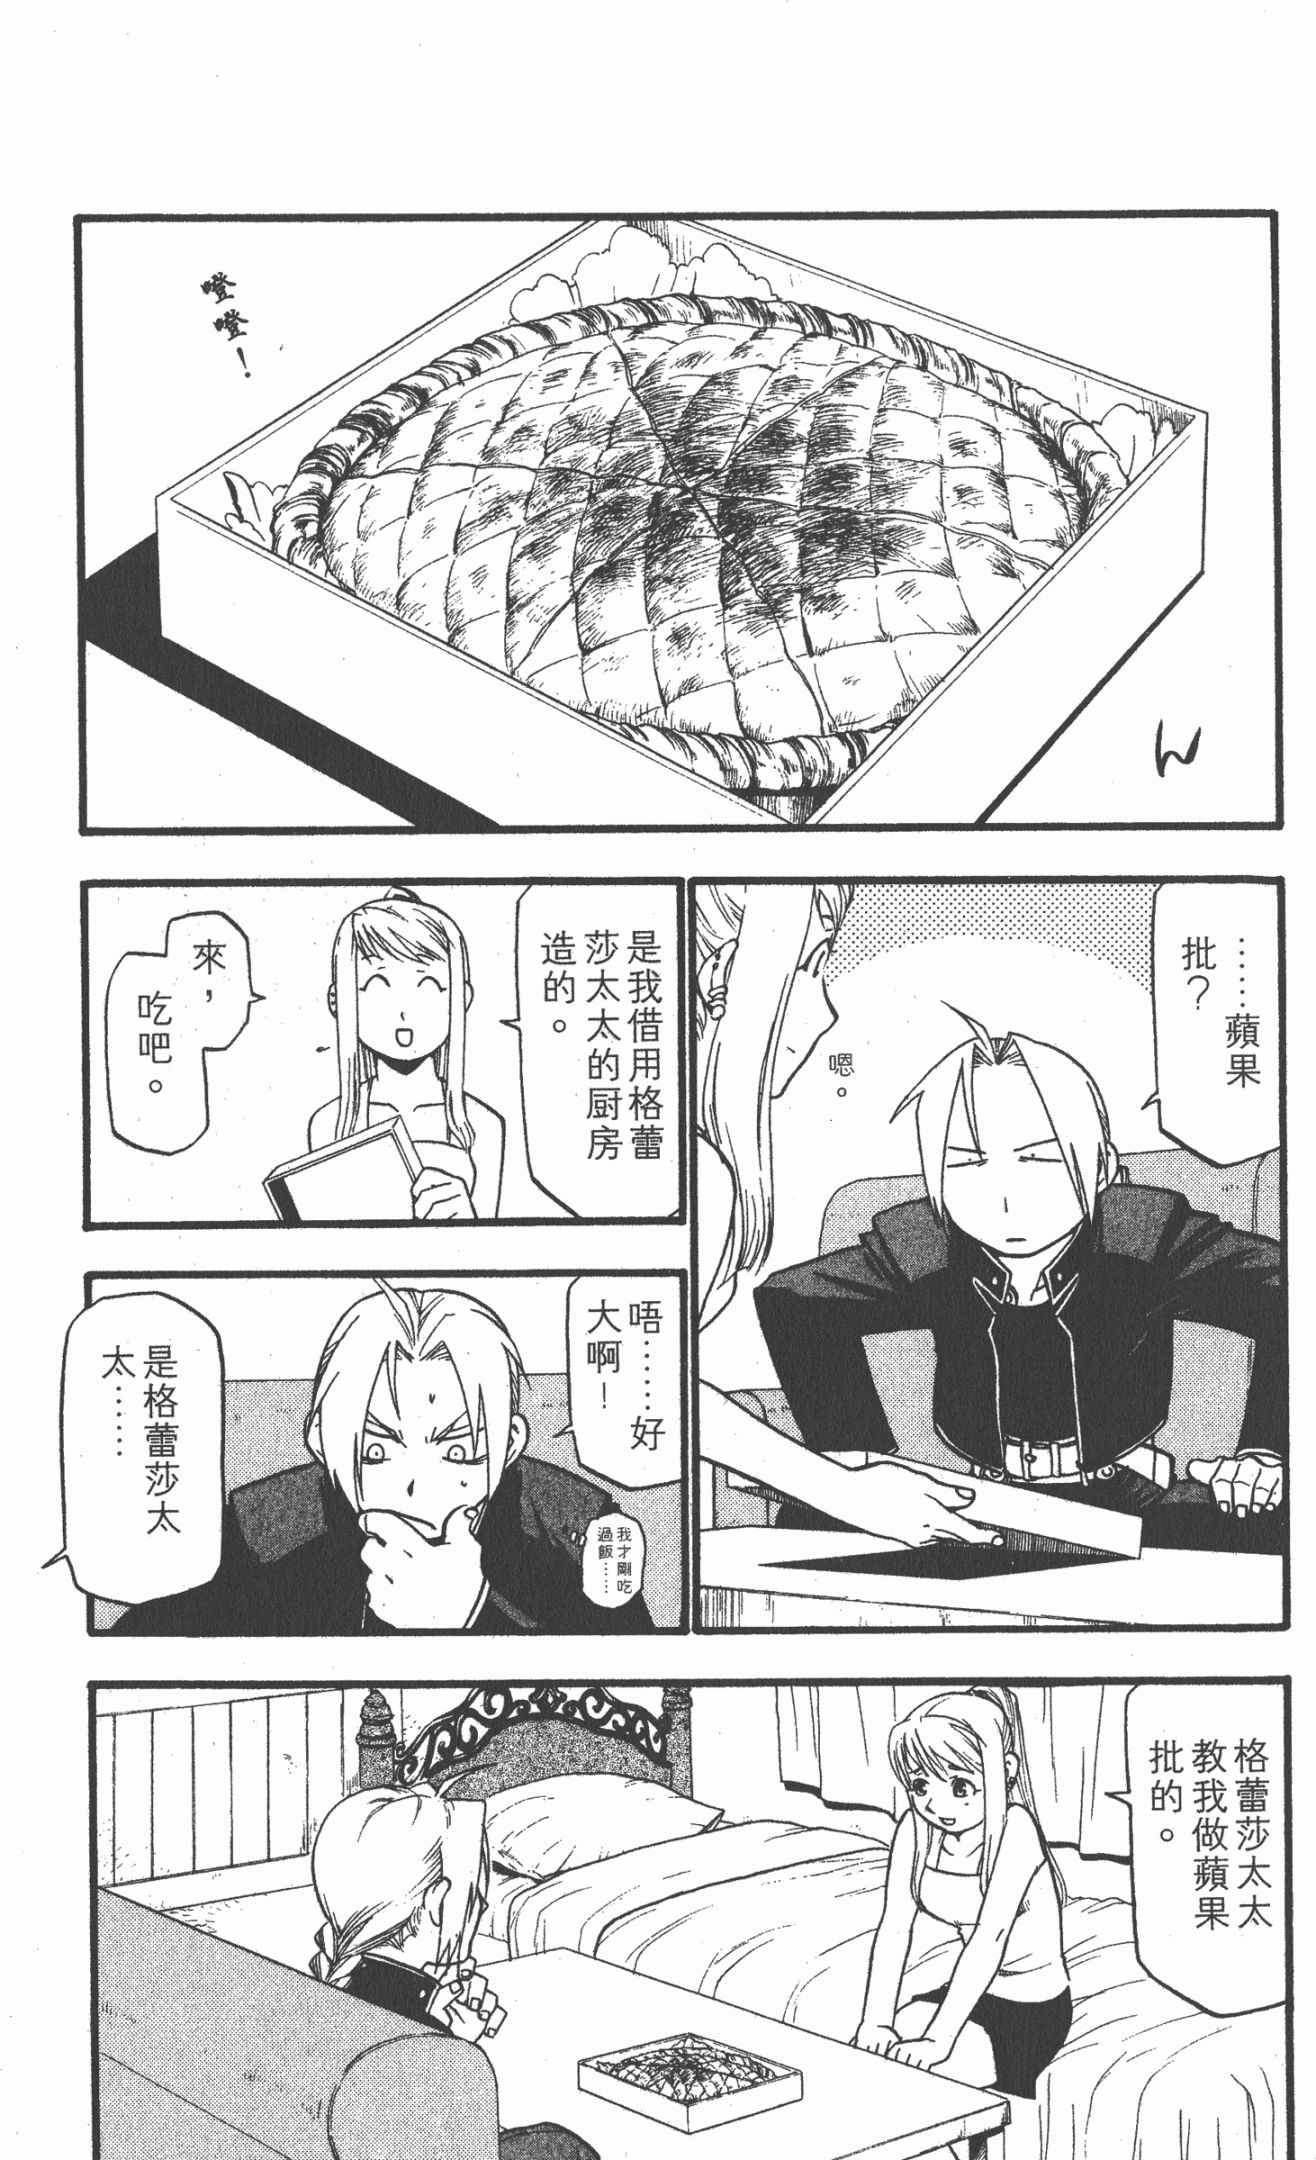 噔噔！
……蘋果
批？
嗯。
是我借用格蕾
莎太太的厨房
造的。
來，
吃吧。
唔……好
大啊！
我才剛吃
過飯……
是格蕾莎太
太……
格蕾莎太太
教我做蘋果
批的。